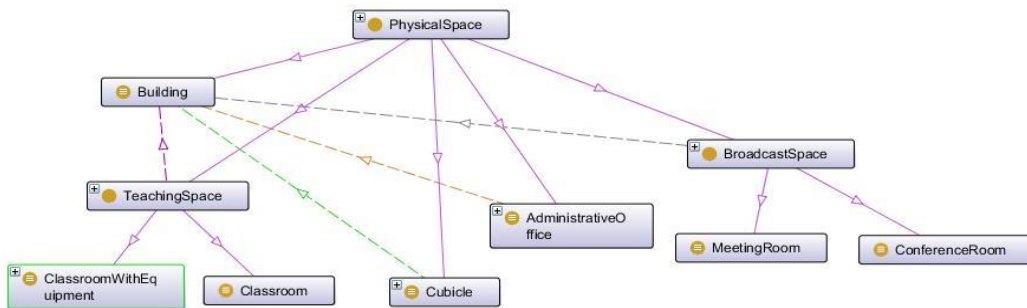 PhysicalSpace
Building
BroadcastSpace
TeachingSpace
AdministrativeO
ffice
MeetingRoom
ConferenceRoom
ClassroomWithEq
uipment
Classroom
Cubicle